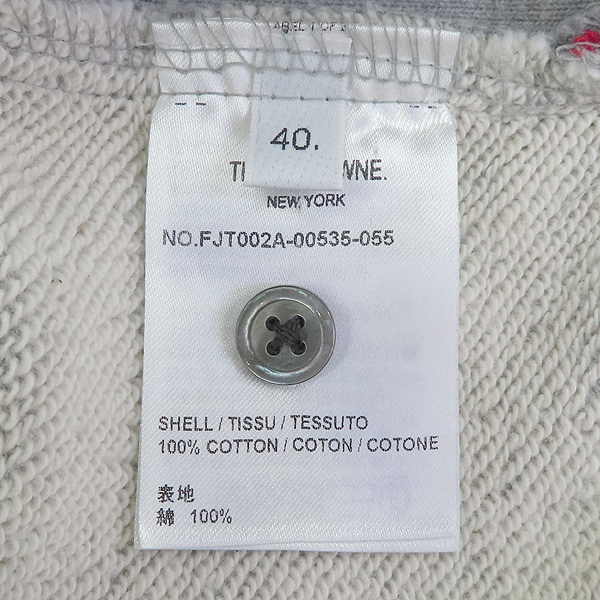 40.
NEW YORK
NO.FJT002A-00535-055
SHELL / TISSU / TESSUTO
100% COTTON / COTON / COTONE
表地
綿 100%